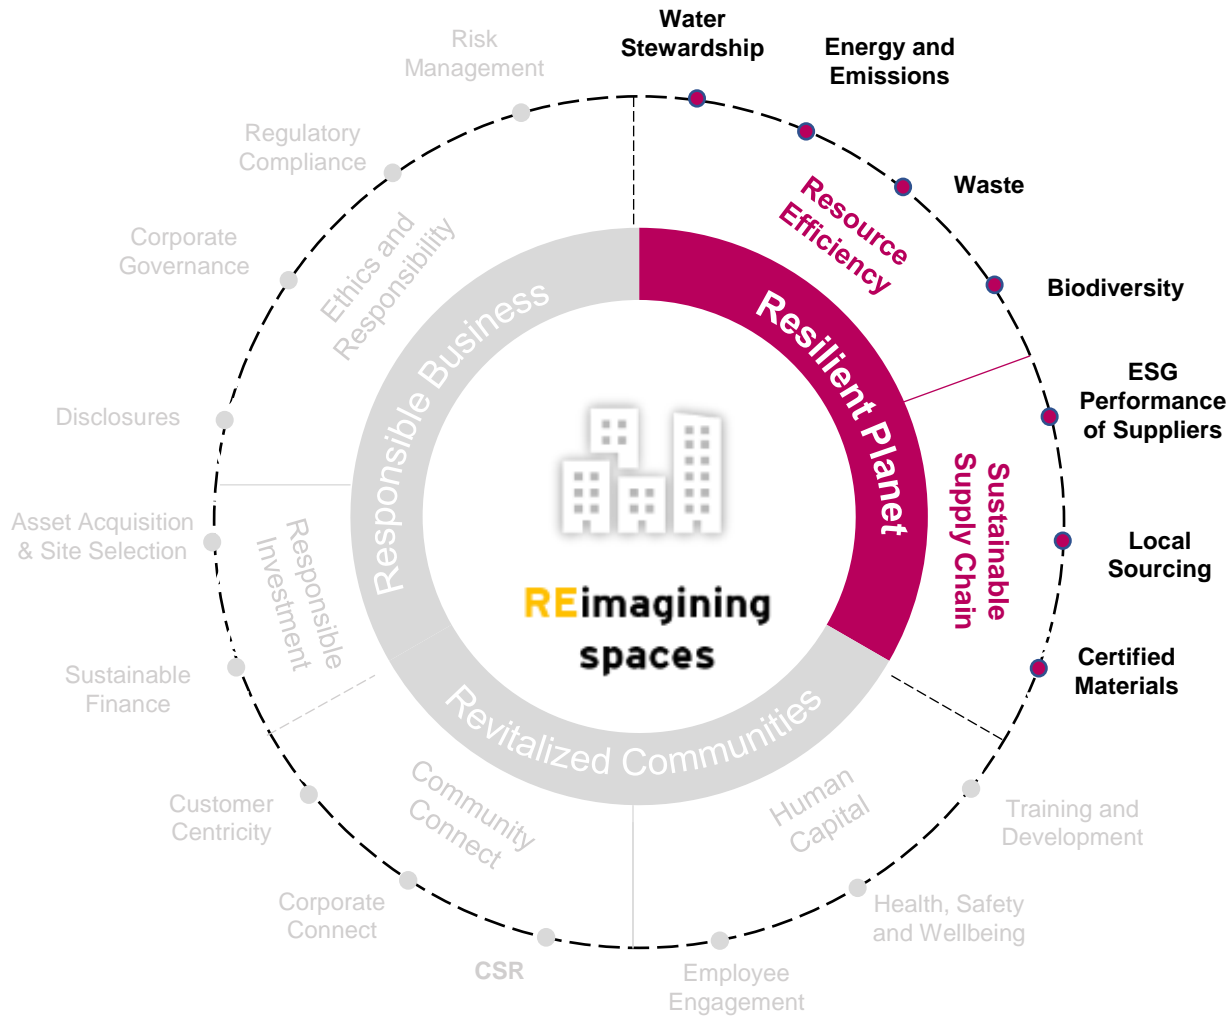 Water
Stewardship
Energy and
Emissions
Waste
Biodiversity
ESG
Performance
of Suppliers
Local
Sourcing
Certified
Materials
Training and
Development
Health, Safety
and Wellbeing
Employee
Engagement
CSR
Corporate
Connect
Customer
Centricity
Sustainable
Finance
Asset Acquisition
& Site Selection
Disclosures
Corporate
Governance
Regulatory
Compliance
Risk
Management
Resource
Efficiency
Sustainable
Supply Chain
Human
Capital
Community
Connect
Responsible
Investment
Ethics and
Responsibility
Resilient Planet
Revitalized Communities
Responsible Business
REimagining
spaces